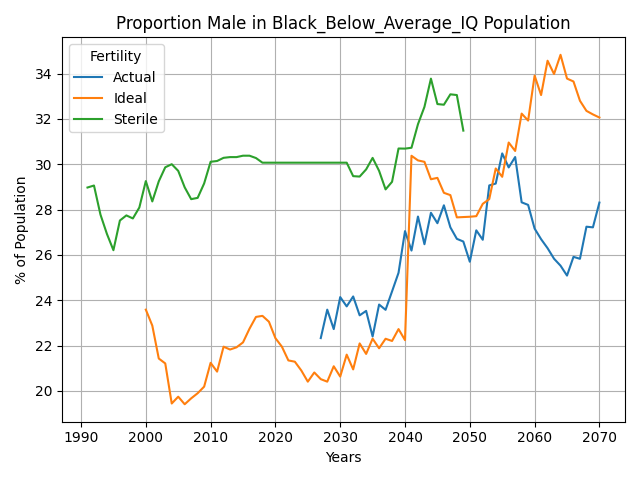 Proportion Male in Black_Below_Average_IQ Population
Fertility
Actual
Ideal
Sterile
% of Population
34
32
30
28
26
24
22
20
1990 2000 2010 2020 2030 2040 2050 2060 2070
Years